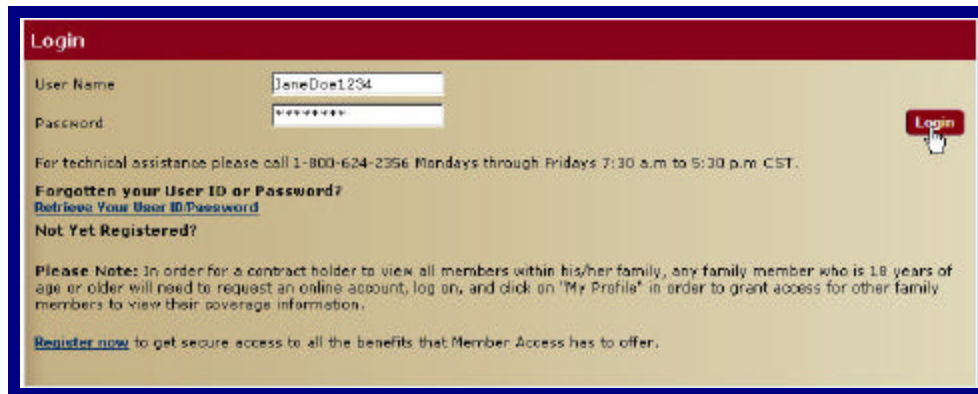 Login
User Name JaneDoe1234
Password ********
Login
For technical assistance please call 1-800-624-2356 Mondays through Fridays 7:30 a.m to 5:30 p.m CST.
Forgotten your User ID or Password?
Retrieve Your User ID/Password
Not Yet Registered?
Please Note: In order for a contract holder to view all members within his/her family, any family member who is 18 years of
age or older will need to request an online account, log on, and click on "My Profile" in order to grant access for other family
members to view their coverage information.
Register now to get secure access to all the benefits that Member Access has to offer.